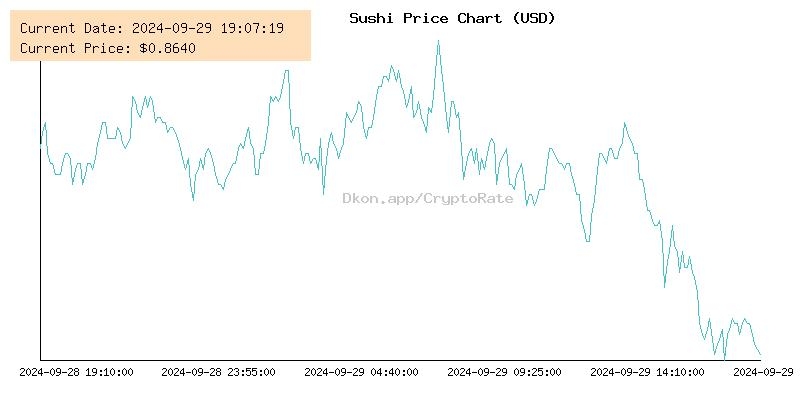 Sushi Price Chart (USD)
Current Date: 2024-09-29 19:07:19
Current Price: $0.8640
Dkon.app/CryptoRate
2024-09-28 19:10:00 2024-09-28 23:55:00 2024-09-29 04:40:00 2024-09-29 09:25:00 2024-09-29 14:10:00 2024-09-29